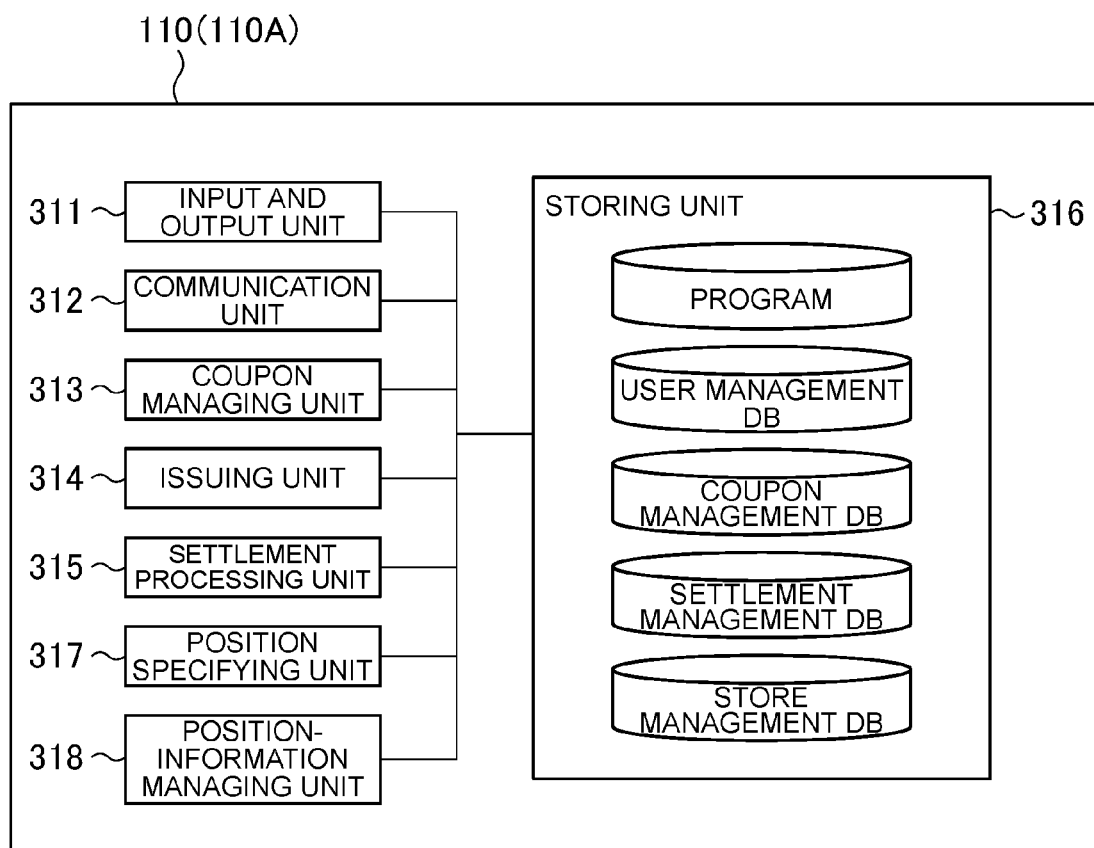 110(110A)
311
INPUT AND
OUTPUT UNIT
312
COMMUNICATION
UNIT
313
COUPON
MANAGING UNIT
314
ISSUING UNIT
315
SETTLEMENT
PROCESSING UNIT
317
POSITION
SPECIFYING UNIT
318
POSITION-
INFORMATION
MANAGING UNIT
STORING UNIT
316
PROGRAM
USER MANAGEMENT
DB
COUPON
MANAGEMENT DB
SETTLEMENT
MANAGEMENT DB
STORE
MANAGEMENT DB